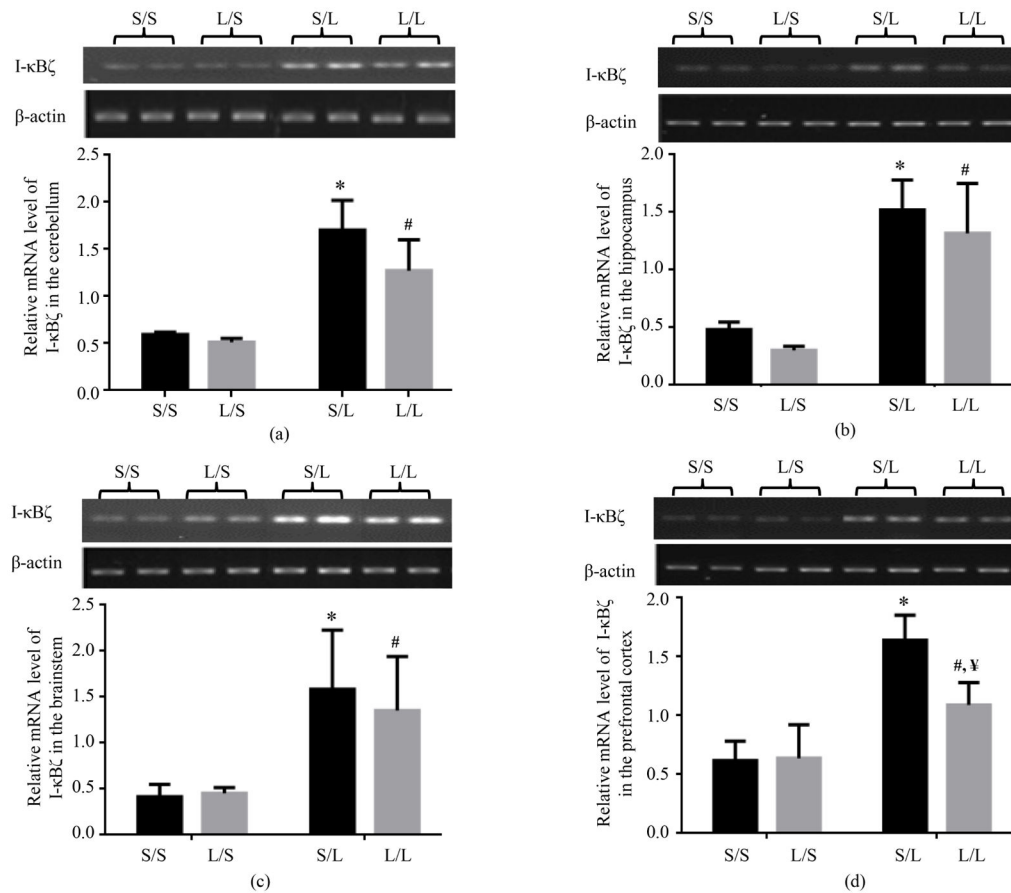 S/S L/S S/L L/L
I-κBζ
β-actin
Relative mRNA level of
I-κBζ in the cerebellum
2.5
2.0
1.5
1.0
0.5
0.0
*
#
S/S L/S S/L L/L
(a)
S/S L/S S/L L/L
I-κBζ
β-actin
Relative mRNA level of
I-κBζ in the hippocampus
2.0
1.5
1.0
0.5
0.0
*
#
S/S L/S S/L L/L
(b)
S/S L/S S/L L/L
I-κBζ
β-actin
Relative mRNA level of
I-κBζ in the brainstem
2.5
2.0
1.5
1.0
0.5
0.0
*
#
S/S L/S S/L L/L
(c)
S/S L/S S/L L/L
I-κBζ
β-actin
Relative mRNA level of I-κBζ
in the prefrontal cortex
2.0
1.5
1.0
0.5
0.0
*
#, ¥
S/S L/S S/L L/L
(d)